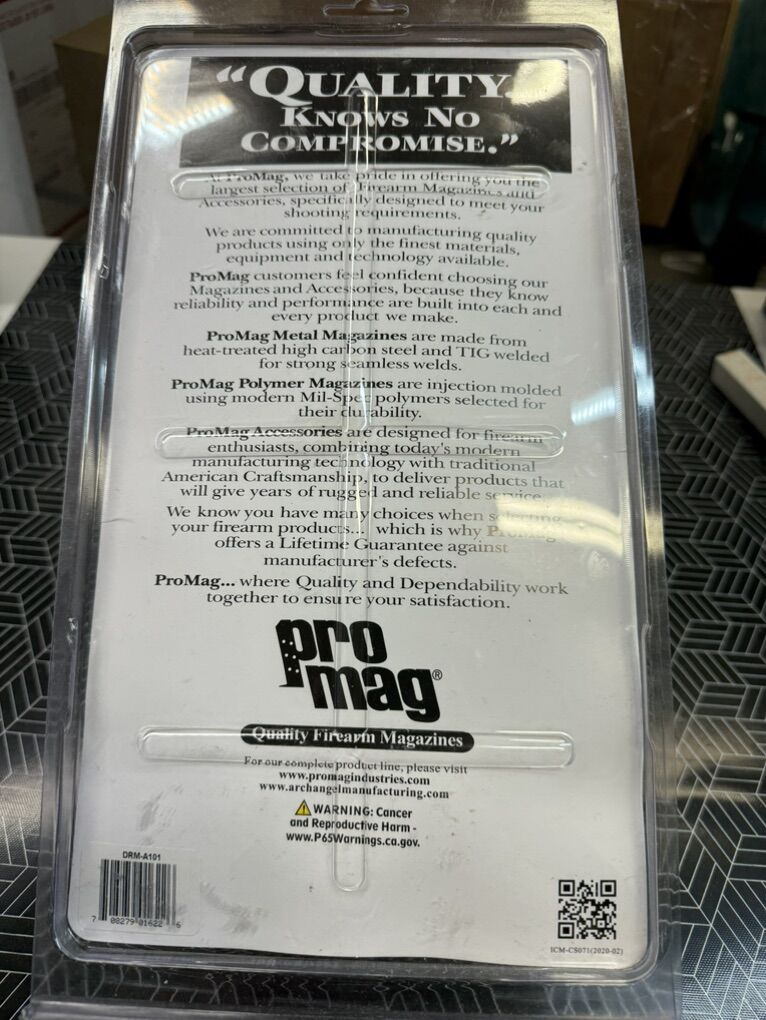 “QUALITY
KNOWS NO
COMPROMISE.”
At ProMag, we take pride in offering you the
largest selection of Firearm Magazines and
Accessories, specifically designed to meet your
shooting requirements.
We are committed to manufacturing quality
products using only the finest materials,
equipment and technology available.
ProMag customers feel confident choosing our
Magazines and Accessories, because they know
reliability and performance are built into each and
every product we make.
ProMag Metal Magazines are made from
heat-treated high carbon steel and TIG welded
for strong seamless welds.
ProMag Polymer Magazines are injection molded
using modern Mil-Spec polymers selected for
their durability.
ProMag Accessories are designed for firearm
enthusiasts, combining today's modern
manufacturing technology with traditional
American Craftsmanship, to deliver products that
will give years of rugged and reliable service.
We know you have many choices when selecting
your firearm products... which is why ProMag
offers a Lifetime Guarantee against
manufacturer's defects.
ProMag... where Quality and Dependability work
together to ensure your satisfaction.
pro
mag®
Quality Firearm Magazines
For our complete product line, please visit
www.promagindustries.com
www.archangelmanufacturing.com
WARNING: Cancer
and Reproductive Harm -
www.P65Warnings.ca.gov.
DRM-A101
7 08279 01622 6
ICM-CS071(2020-02)